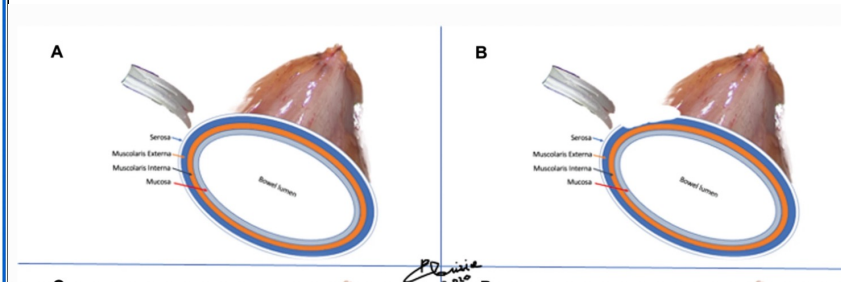 A
B
Serosa
Muscolaris Externa
Muscolaris Interna
Mucosa
Bowel lumen
Serosa
Muscolaris Externa
Muscolaris Interna
Mucosa
Bowel lumen